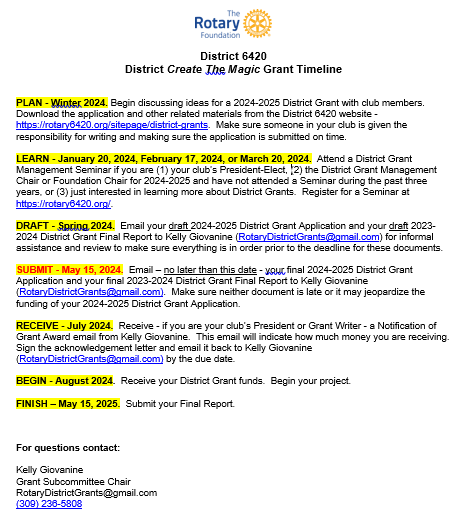 The
Rotary
Foundation
District 6420
District Create The Magic Grant Timeline
PLAN - Winter 2024. Begin discussing ideas for a 2024-2025 District Grant with club members.
Download the application and other related materials from the District 6420 website -
https://rotary6420.org/sitepage/district-grants. Make sure someone in your club is given the
responsibility for writing and making sure the application is submitted on time.
LEARN - January 20, 2024, February 17, 2024, or March 20, 2024. Attend a District Grant
Management Seminar if you are (1) your club's President-Elect, (2) the District Grant Management
Chair or Foundation Chair for 2024-2025 and have not attended a Seminar during the past three
years, or (3) just interested in learning more about District Grants. Register for a Seminar at
https://rotary6420.org/.
DRAFT - Spring 2024. Email your draft 2024-2025 District Grant Application and your draft 2023-
2024 District Grant Final Report to Kelly Giovanine (RotaryDistrictGrants@gmail.com) for informal
assistance and review to make sure everything is in order prior to the deadline for these documents.
SUBMIT - May 15, 2024. Email – no later than this date - your final 2024-2025 District Grant
Application and your final 2023-2024 District Grant Final Report to Kelly Giovanine
(RotaryDistrictGrants@gmail.com). Make sure neither document is late or it may jeopardize the
funding of your 2024-2025 District Grant Application.
RECEIVE - July 2024. Receive - if you are your club's President or Grant Writer - a Notification of
Grant Award email from Kelly Giovanine. This email will indicate how much money you are receiving.
Sign the acknowledgement letter and email it back to Kelly Giovanine
(RotaryDistrictGrants@gmail.com) by the due date.
BEGIN - August 2024. Receive your District Grant funds. Begin your project.
FINISH – May 15, 2025. Submit your Final Report.
For questions contact:
Kelly Giovanine
Grant Subcommittee Chair
RotaryDistrictGrants@gmail.com
(309) 236-5808